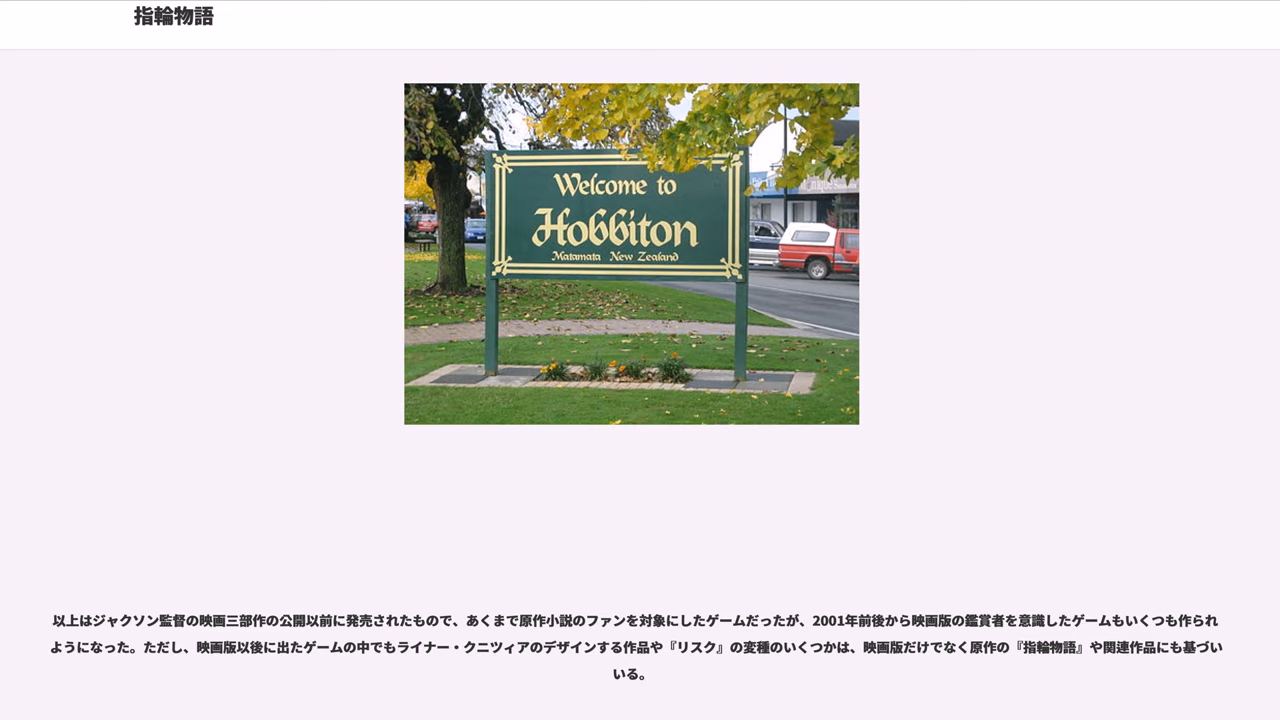 指輪物語
Welcome to
Hobbiton
Matamata New Zealand
以上はジャクソン監督の映画三部作の公開以前に発売されたもので、あくまで原作小説のファンを対象にしたゲームだったが、2001年前後から映画版の鑑賞者を意識したゲームもいくつも作られ
ようになった。ただし、映画版以後に出たゲームの中でもライナー・クニツィアのデザインする作品や『リスク』の変種のいくつかは、映画版だけでなく原作の『指輪物語』や関連作品にも基づい
いる。